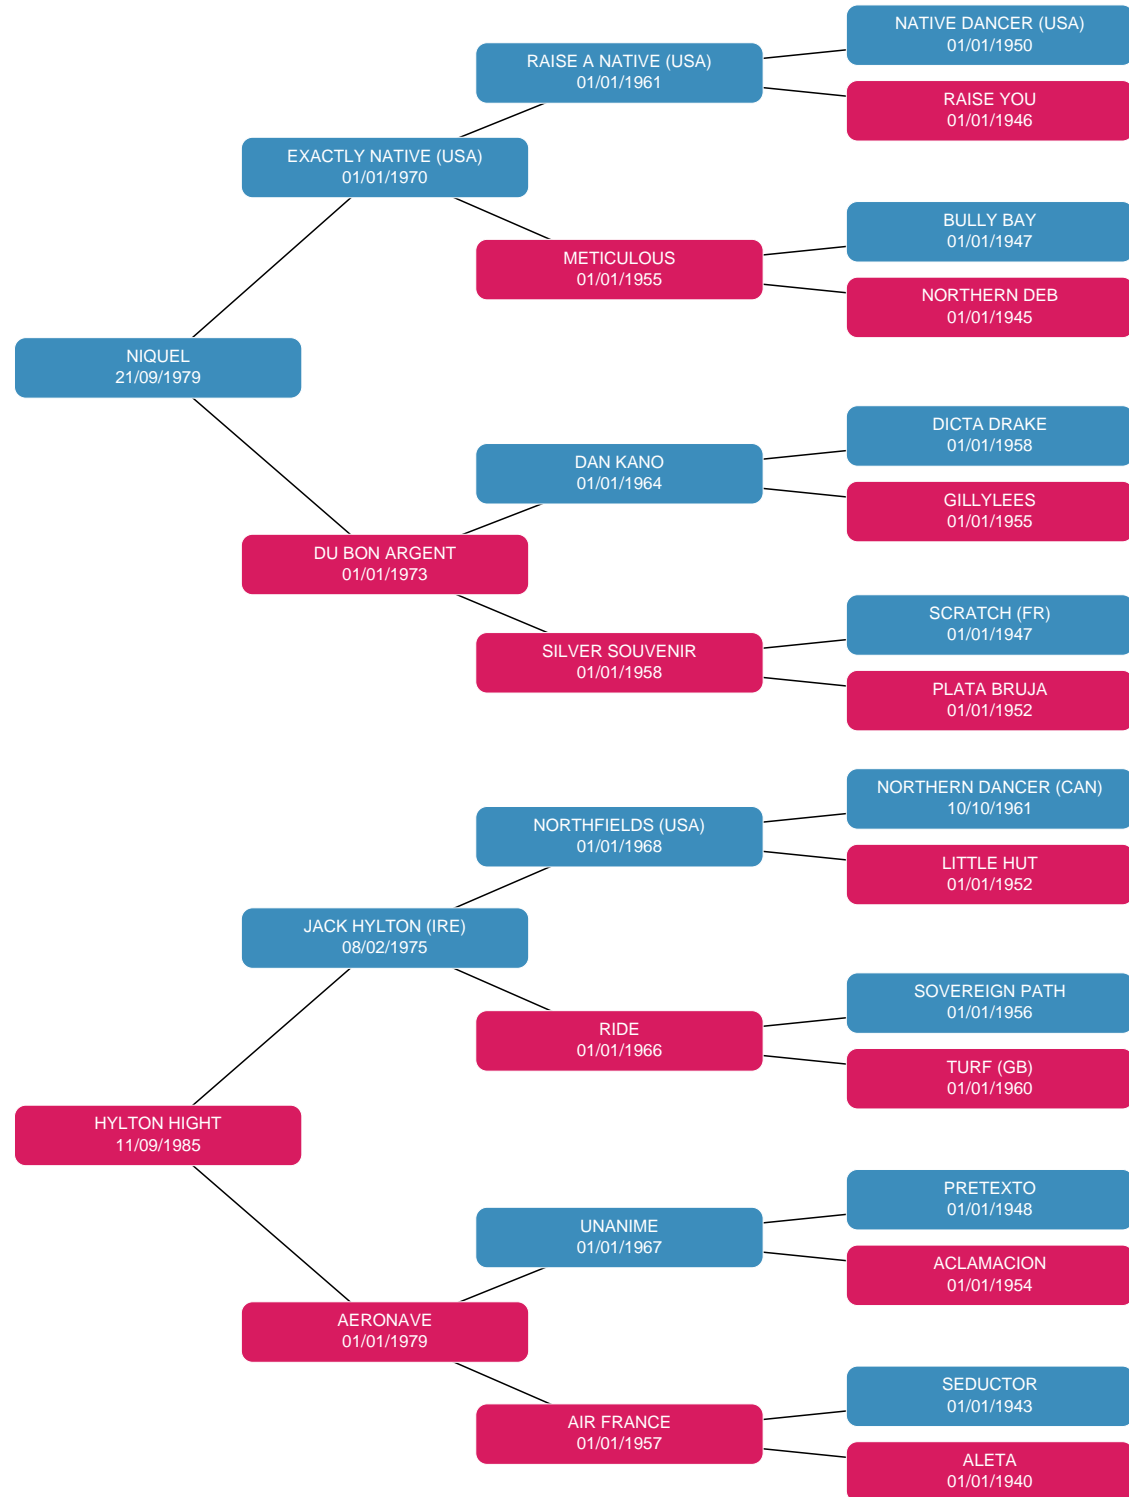 NATIVE DANCER (USA)
01/01/1950
RAISE A NATIVE (USA)
01/01/1961
RAISE YOU
01/01/1946
EXACTLY NATIVE (USA)
01/01/1970
BULLY BAY
01/01/1947
METICULOUS
01/01/1955
NORTHERN DEB
01/01/1945
NIQUEL
21/09/1979
DICTA DRAKE
01/01/1958
DAN KANO
01/01/1964
GILLYLEES
01/01/1955
DU BON ARGENT
01/01/1973
SCRATCH (FR)
01/01/1947
SILVER SOUVENIR
01/01/1958
PLATA BRUJA
01/01/1952
NORTHERN DANCER (CAN)
10/10/1961
NORTHFIELDS (USA)
01/01/1968
LITTLE HUT
01/01/1952
JACK HYLTON (IRE)
08/02/1975
SOVEREIGN PATH
01/01/1956
RIDE
01/01/1966
TURF (GB)
01/01/1960
HYLTON HIGHT
11/09/1985
PRETEXTO
01/01/1948
UNANIME
01/01/1967
ACLAMACION
01/01/1954
AERONAVE
01/01/1979
SEDUCTOR
01/01/1943
AIR FRANCE
01/01/1957
ALETA
01/01/1940